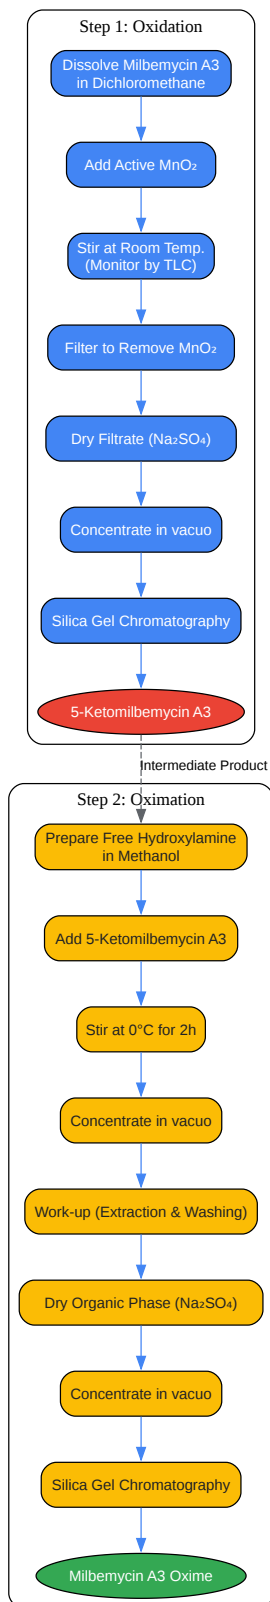 Step 1: Oxidation
Dissolve Milbemycin A3
in Dichloromethane
Add Active MnO₂
Stir at Room Temp.
(Monitor by TLC)
Filter to Remove MnO₂
Dry Filtrate (Na₂SO₄)
Concentrate in vacuo
Silica Gel Chromatography
5-Ketomilbemycin A3
Intermediate Product
Step 2: Oximation
Prepare Free Hydroxylamine
in Methanol
Add 5-Ketomilbemycin A3
Stir at 0°C for 2h
Concentrate in vacuo
Work-up (Extraction & Washing)
Dry Organic Phase (Na₂SO₄)
Concentrate in vacuo
Silica Gel Chromatography
Milbemycin A3 Oxime